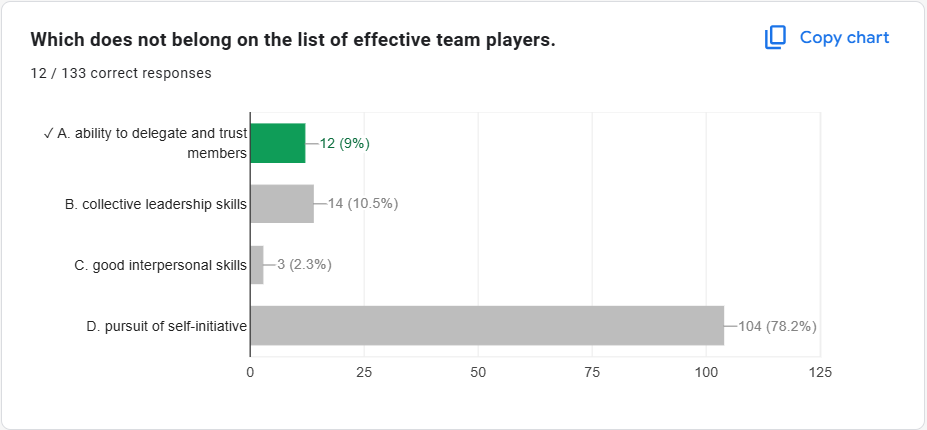 Which does not belong on the list of effective team players.
Copy chart
12 / 133 correct responses
✓ A. ability to delegate and trust
members
12 (9%)
B. collective leadership skills
14 (10.5%)
C. good interpersonal skills
3 (2.3%)
D. pursuit of self-initiative
104 (78.2%)
0 25 50 75 100 125